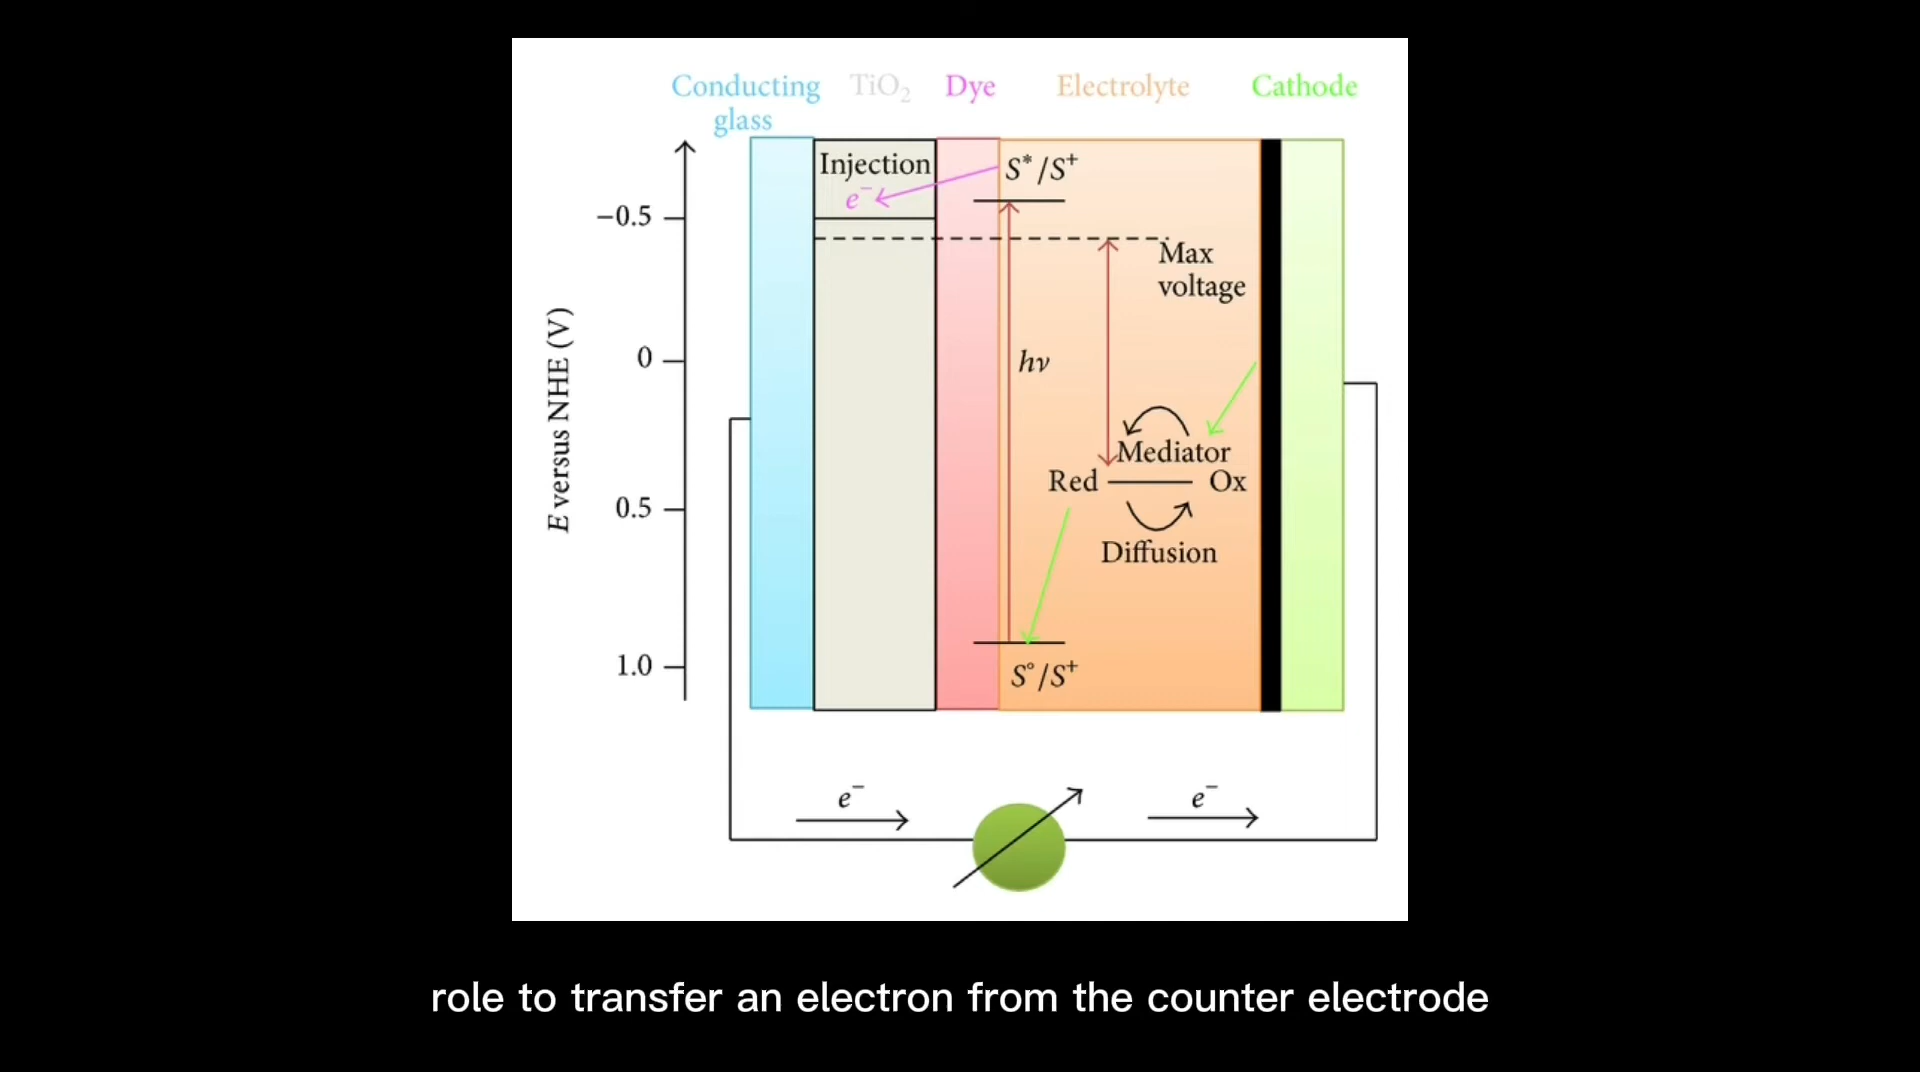 Conducting glass
TiO₂
Dye
Electrolyte
Cathode
Injection
e⁻
S*/S⁺
−0.5
Max
voltage
0
hν
E versus NHE (V)
Mediator
Red
Ox
0.5
Diffusion
1.0
S°/S⁺
e⁻
e⁻
role to transfer an electron from the counter electrode